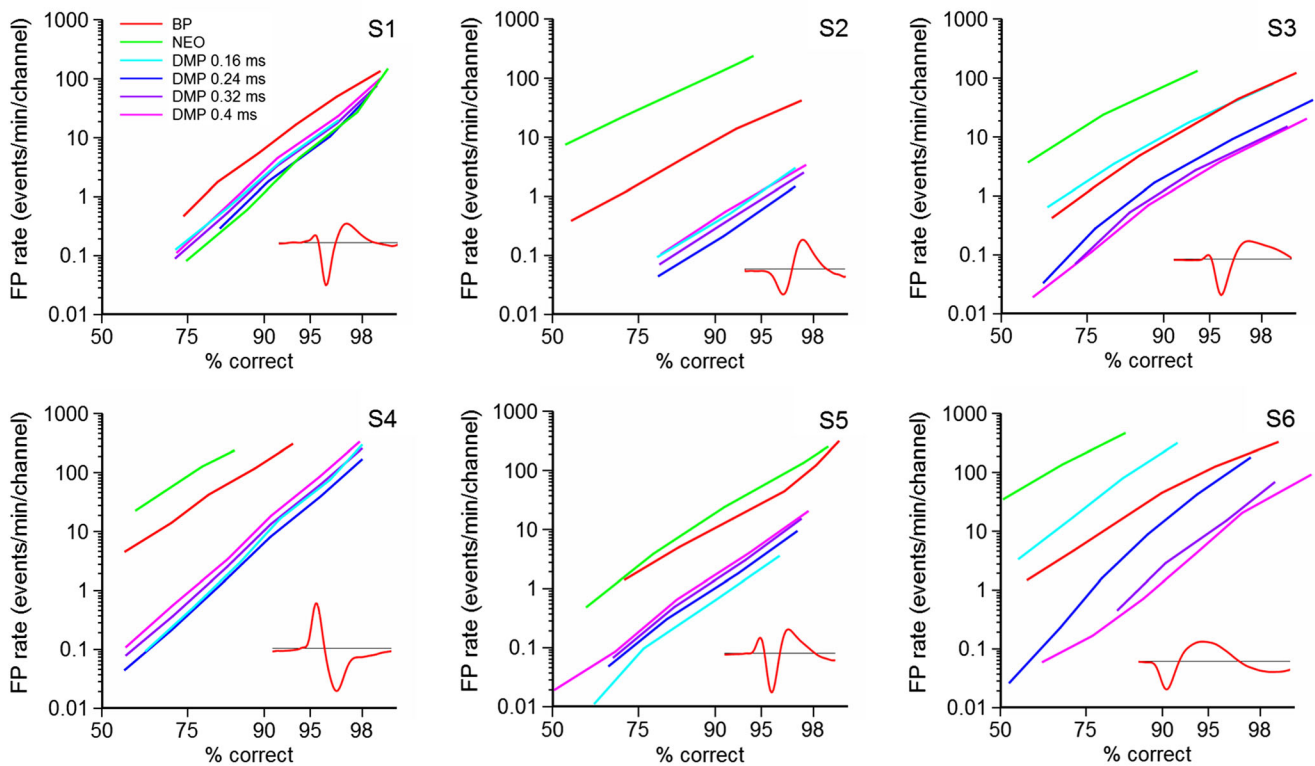 S1
BP
NEO
DMP 0.16 ms
DMP 0.24 ms
DMP 0.32 ms
DMP 0.4 ms
FP rate (events/min/channel)
1000
100
10
1
0.1
0.01
50 75 90 95 98
% correct
S2
FP rate (events/min/channel)
1000
100
10
1
0.1
0.01
50 75 90 95 98
% correct
S3
FP rate (events/min/channel)
1000
100
10
1
0.1
0.01
50 75 90 95 98
% correct
S4
FP rate (events/min/channel)
1000
100
10
1
0.1
0.01
50 75 90 95 98
% correct
S5
FP rate (events/min/channel)
1000
100
10
1
0.1
0.01
50 75 90 95 98
% correct
S6
FP rate (events/min/channel)
1000
100
10
1
0.1
0.01
50 75 90 95 98
% correct